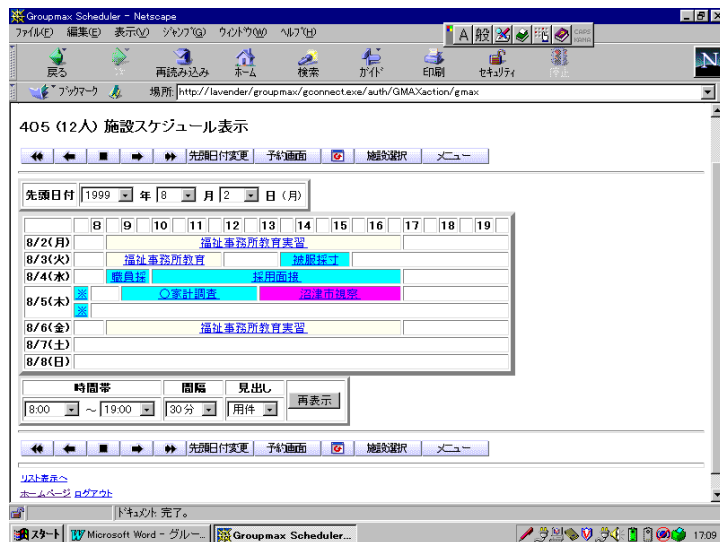 Groupmax Scheduler - Netscape
ファイル(F) 編集(E) 表示(V) ジャンプ(G) ウィンドウ(W) ヘルプ(H)
A 般 CAPS KANA
戻る 再読み込み ホーム 検索 ガイド 印刷 セキュリティ 停止 N
ブックマーク 場所: http://lavender/groupmax/gconnect.exe/auth/GMAXaction/gmax
405 (12人) 施設スケジュール表示
先頭日付変更 予約画面 施設選択 メニュー
先頭日付 1999 年 8 月 2 日 (月)
8 9 10 11 12 13 14 15 16 17 18 19
8/2(月) 福祉事務所教育実習
8/3(火) 福祉事務所教育 被服採寸
8/4(水) 職員採 採用面接
8/5(木) ※ 〇家計調査 沼津市視察
※
8/6(金) 福祉事務所教育実習
8/7(土)
8/8(日)
時間帯 間隔 見出し
8:00 ～ 19:00 30分 用件 再表示
先頭日付変更 予約画面 施設選択 メニュー
リスト表示へ
ホームページ ログアウト
ドキュメント: 完了。
スタート Microsoft Word - グルー... Groupmax Scheduler... 17:09